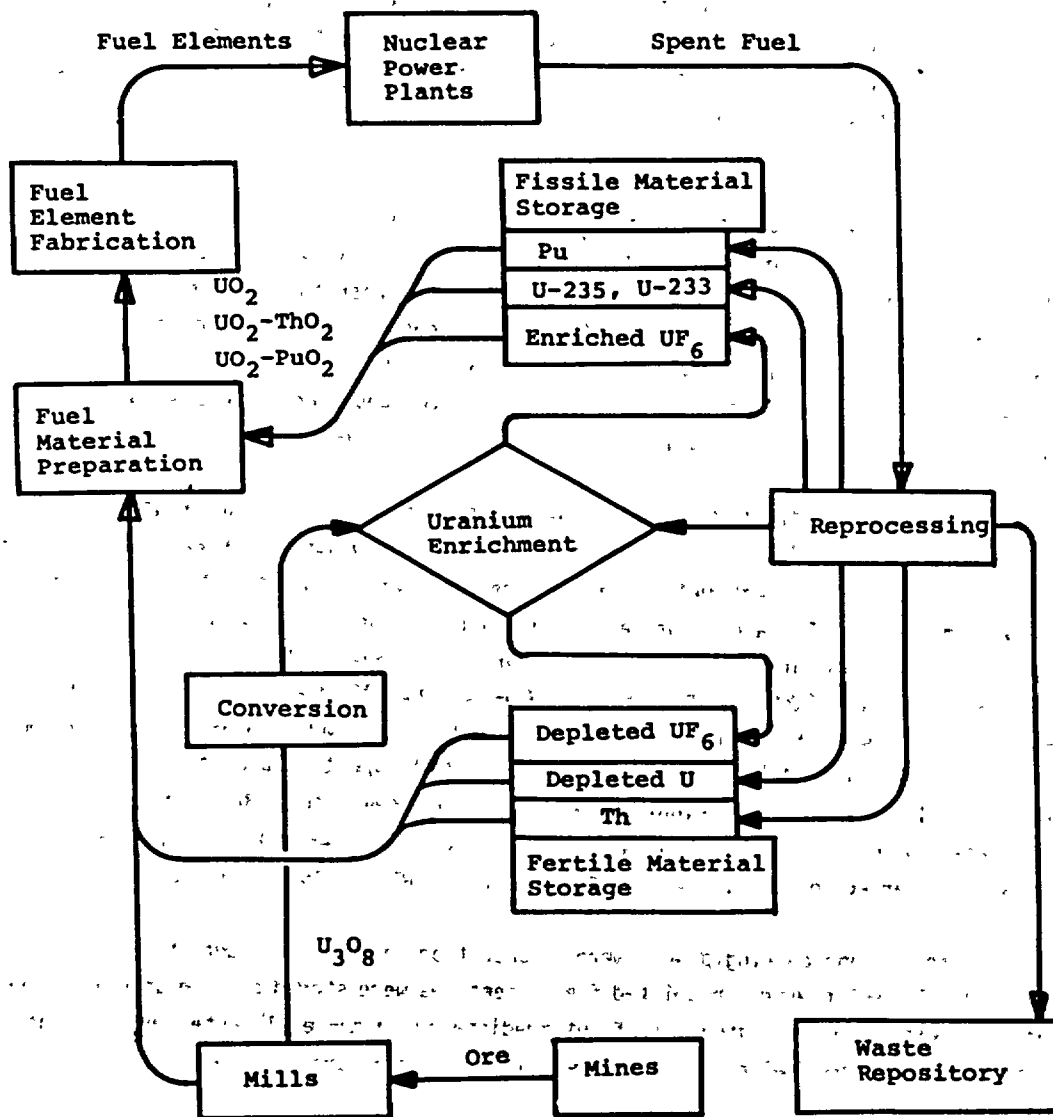 Fuel Elements
Nuclear
Power
Plants
Spent Fuel
Fuel
Element
Fabrication
Fissile Material
Storage
Pu
U-235, U-233
Enriched UF6
UO2
UO2-ThO2
UO2-PuO2
Fuel
Material
Preparation
Uranium
Enrichment
Reprocessing
Conversion
Depleted UF6
Depleted U
Th
Fertile Material
Storage
U3O8
Mills
Ore
Mines
Waste
Repository